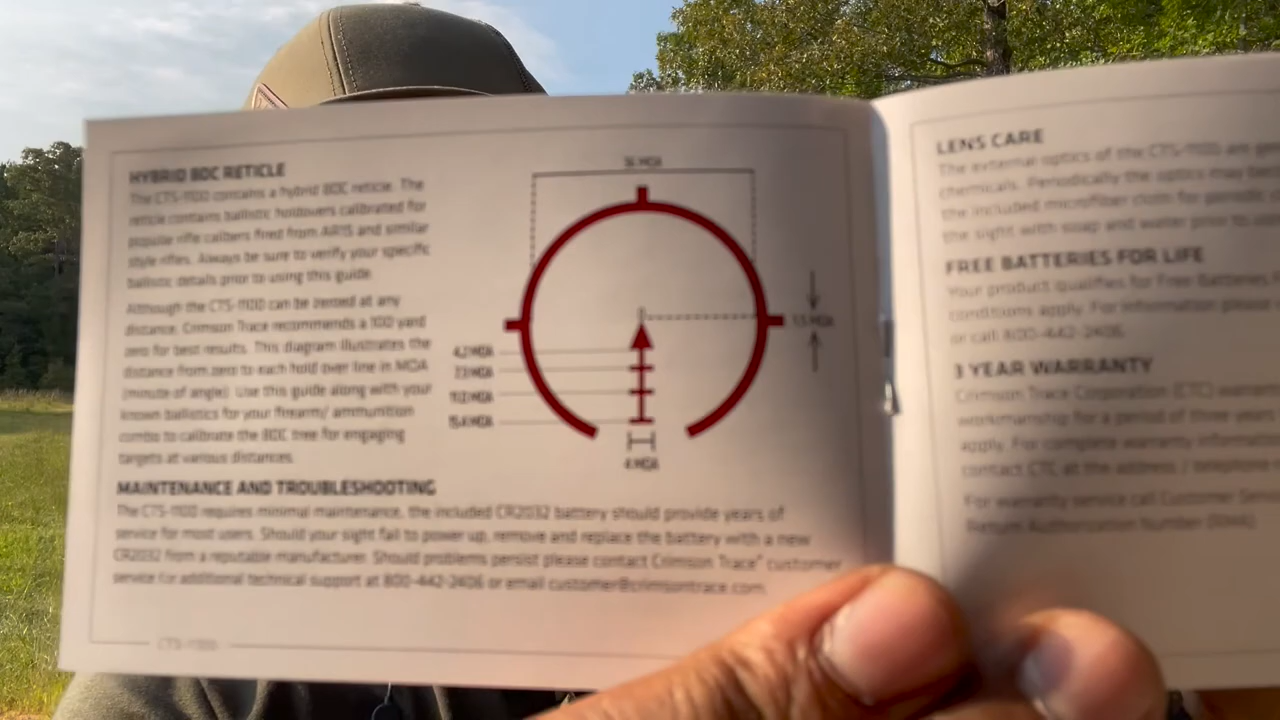 HYBRID BDC RETICLE
The CTS-1100 contains a hybrid BDC reticle. The
reticle contains ballistic holdovers calibrated for
popular rifle calibers fired from AR15 and similar
style rifles. Always be sure to verify your specific
ballistic details prior to using this guide.
Although the CTS-1100 can be zeroed at any
distance, Crimson Trace recommends a 100 yard
zero for best results. This diagram illustrates the
distance from zero to each hold over line in MOA
(minute of angle). Use this guide along with your
known ballistics for your firearm/ ammunition
combo to calibrate the BDC tree for engaging
targets at various distances.
MOA
1.5 MOA
4.2 MOA
7.3 MOA
11.2 MOA
15.4 MOA
4 MOA
MAINTENANCE AND TROUBLESHOOTING
The CTS-1100 requires minimal maintenance, the included CR2032 battery should provide years of
service for most users. Should your sight fail to power up, remove and replace the battery with a new
CR2032 from a reputable manufacturer. Should problems persist please contact Crimson Trace® customer
service for additional technical support at 800-442-2406 or email customer@crimsontrace.com.
CTS-1100
LENS CARE
The external optics of the CTS-1100 are
chemicals. Periodically the optics may
the included microfiber cloth for periodic
the sight with soap and water prior to
FREE BATTERIES FOR LIFE
Your product qualifies for Free Batteries
conditions apply. For information please
or call 800-442-2406.
3 YEAR WARRANTY
Crimson Trace Corporation (CTC)
workmanship for a period of three years
apply. For complete warranty information
contact CTC at the address / telephone
For warranty service call Customer
Return Authorization Number (RMA).